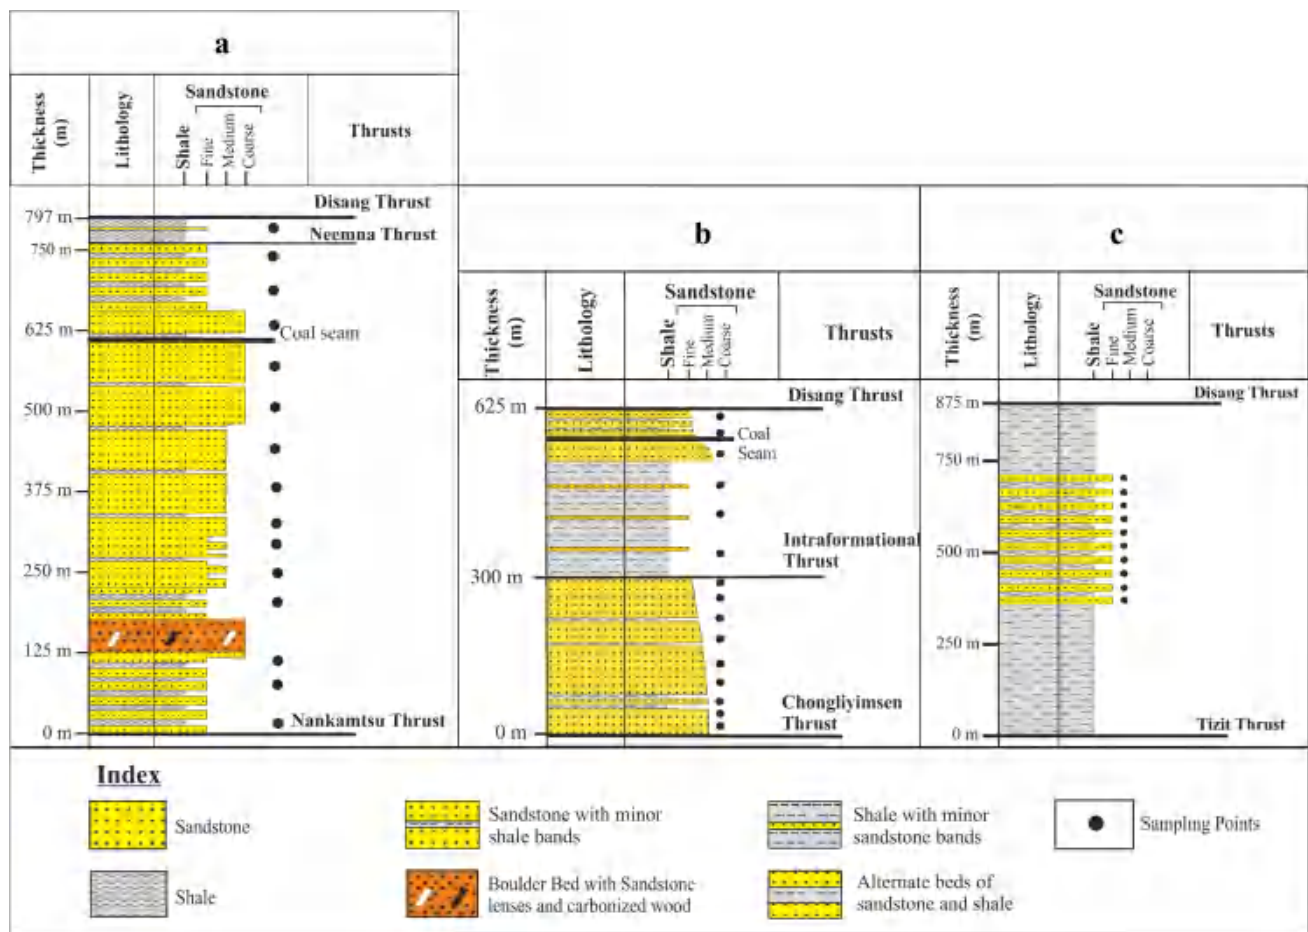 a
Thickness
(m)
Lithology
Shale
Sandstone
Fine
Medium
Coarse
Thrusts
797 m
750 m
625 m
500 m
375 m
250 m
125 m
0 m
Disang Thrust
Neemna Thrust
Coal seam
Nankamtsu Thrust
b
Thickness
(m)
Lithology
Shale
Sandstone
Fine
Medium
Coarse
Thrusts
625 m
300 m
0 m
Disang Thrust
Coal
Seam
Intraformational
Thrust
Chongliyimsen
Thrust
c
Thickness
(m)
Lithology
Shale
Sandstone
Fine
Medium
Coarse
Thrusts
875 m
750 m
500 m
250 m
0 m
Disang Thrust
Tizit Thrust
Index
Sandstone
Sandstone with minor
shale bands
Shale with minor
sandstone bands
Sampling Points
Shale
Boulder Bed with Sandstone
lenses and carbonized wood
Alternate beds of
sandstone and shale